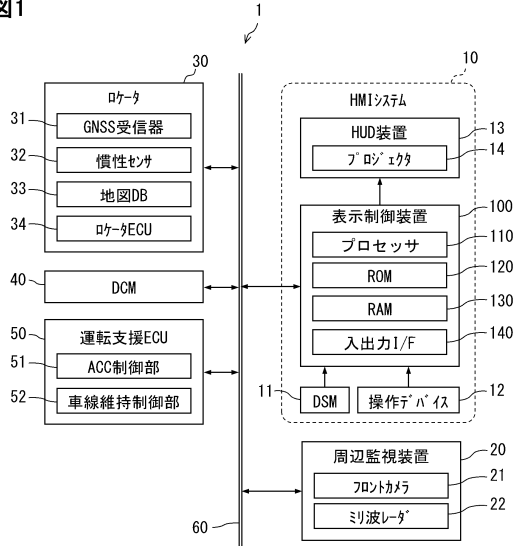 図1
1
30
ロケータ
31
GNSS受信器
32
慣性センサ
33
地図DB
34
ロケータECU
40
DCM
50
運転支援ECU
51
ACC制御部
52
車線維持制御部
60
10
HMIシステム
HUD装置
13
プロジェクタ
14
表示制御装置
100
プロセッサ
110
ROM
120
RAM
130
入出力I/F
140
11
DSM
操作デバイス
12
周辺監視装置
20
フロントカメラ
21
ミリ波レーダ
22